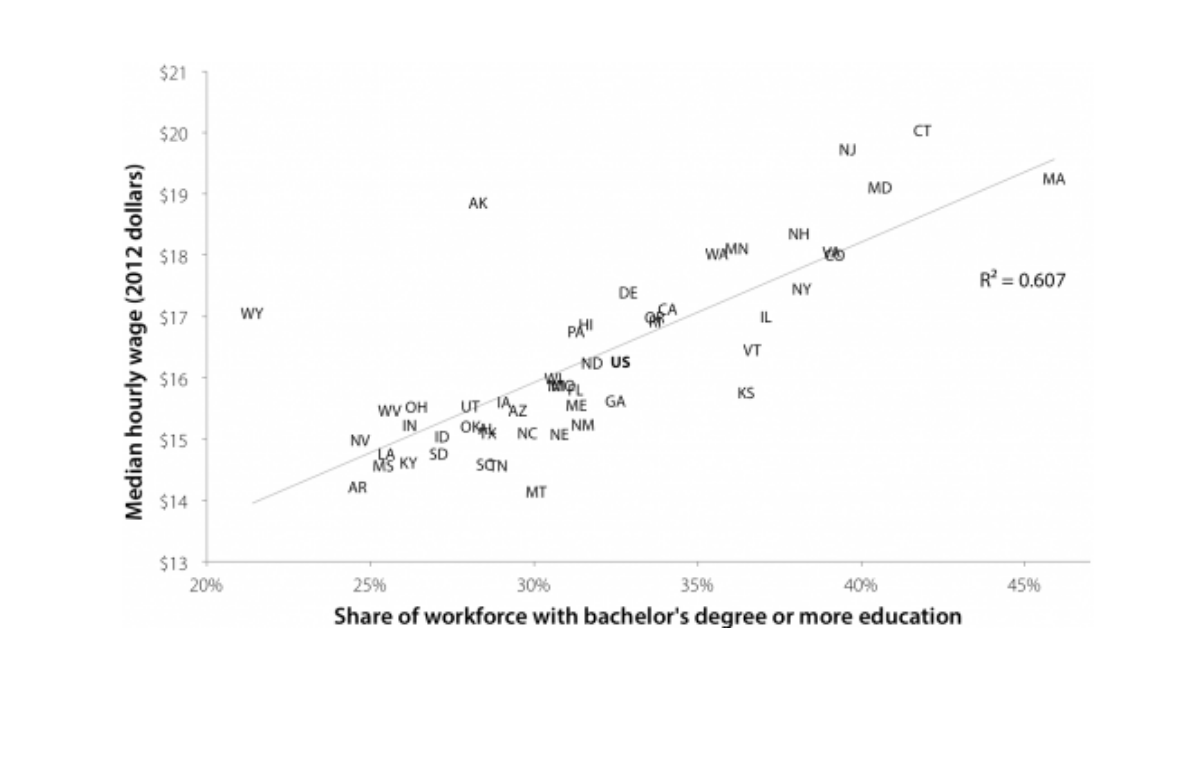 $21
CT
$20
NJ
MA
MD
$19
AK
NH
MN
WA
VA
CO
$18
R² = 0.607
NY
DE
CA
IL
OR
RI
WY
$17
HI
PA
VT
ND US
$16
WI
FL
KS
GA
IA
ME
UT
AZ
OH
WV
IN
NM
OK
AL
TX
NC
NE
NV
ID
$15
LA
SD
MS
KY
SC
TN
MT
AR
$14
$13
20%
25%
30%
35%
40%
45%
Median hourly wage (2012 dollars)
Share of workforce with bachelor's degree or more education